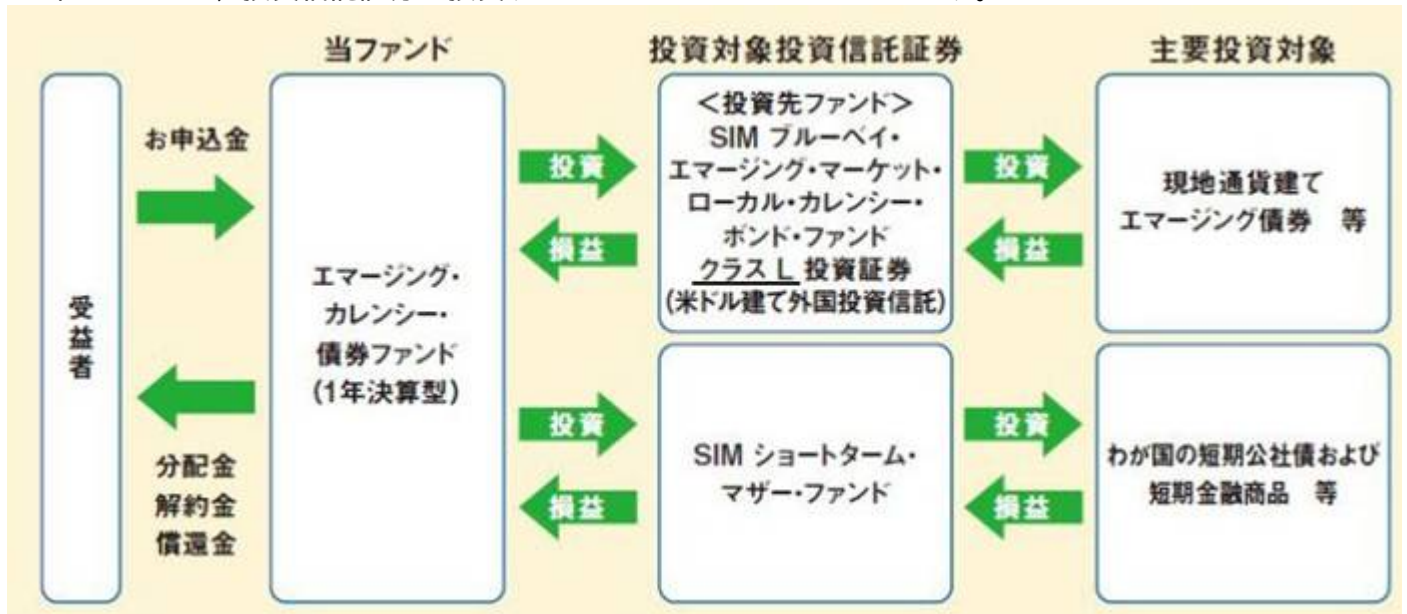 当ファンド
投資対象投資信託証券
主要投資対象
受益者
お申込金
分配金
解約金
償還金
エマージング・
カレンシー・
債券ファンド
(1年決算型)
投資
損益
<投資先ファンド>
SIM ブルーベイ・
エマージング・マーケット・
ローカル・カレンシー・
ボンド・ファンド
クラス L 投資証券
(米ドル建て外国投資信託)
投資
損益
現地通貨建て
エマージング債券 等
投資
損益
SIM ショートターム・
マザー・ファンド
投資
損益
わが国の短期公社債および
短期金融商品 等